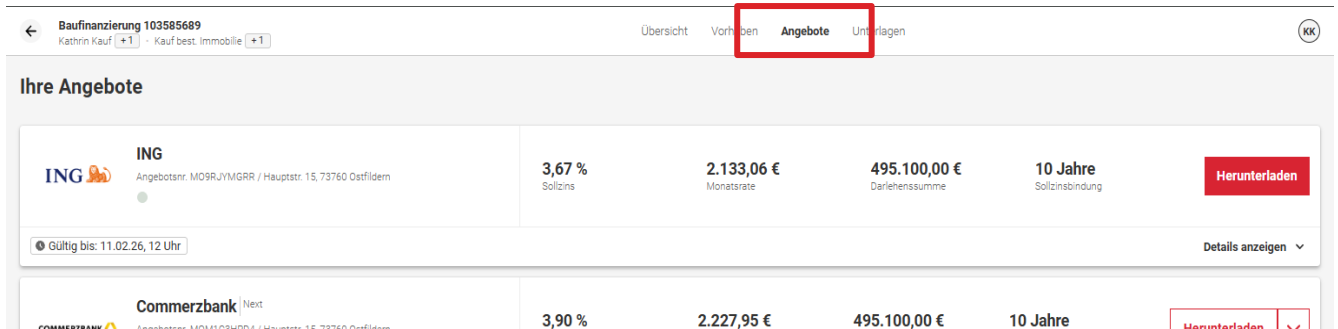 Baufinanzierung 103585689
Kathrin Kauf +1 - Kauf best. Immobilie +1
Übersicht Vorhaben Angebote Unterlagen
KK
Ihre Angebote
ING
ING
Angebotsnr. MO9RJYMGRR / Hauptstr. 15, 73760 Ostfildern
3,67 % 2.133,06 € 495.100,00 € 10 Jahre
Sollzins Monatsrate Darlehenssumme Sollzinsbindung
Herunterladen
Gültig bis: 11.02.26, 12 Uhr
Details anzeigen
Commerzbank Next
COMMERZBANK
Hauptstr. 15, 73760 Ostfildern
3,90 % 2.227,95 € 495.100,00 € 10 Jahre
Herunterladen